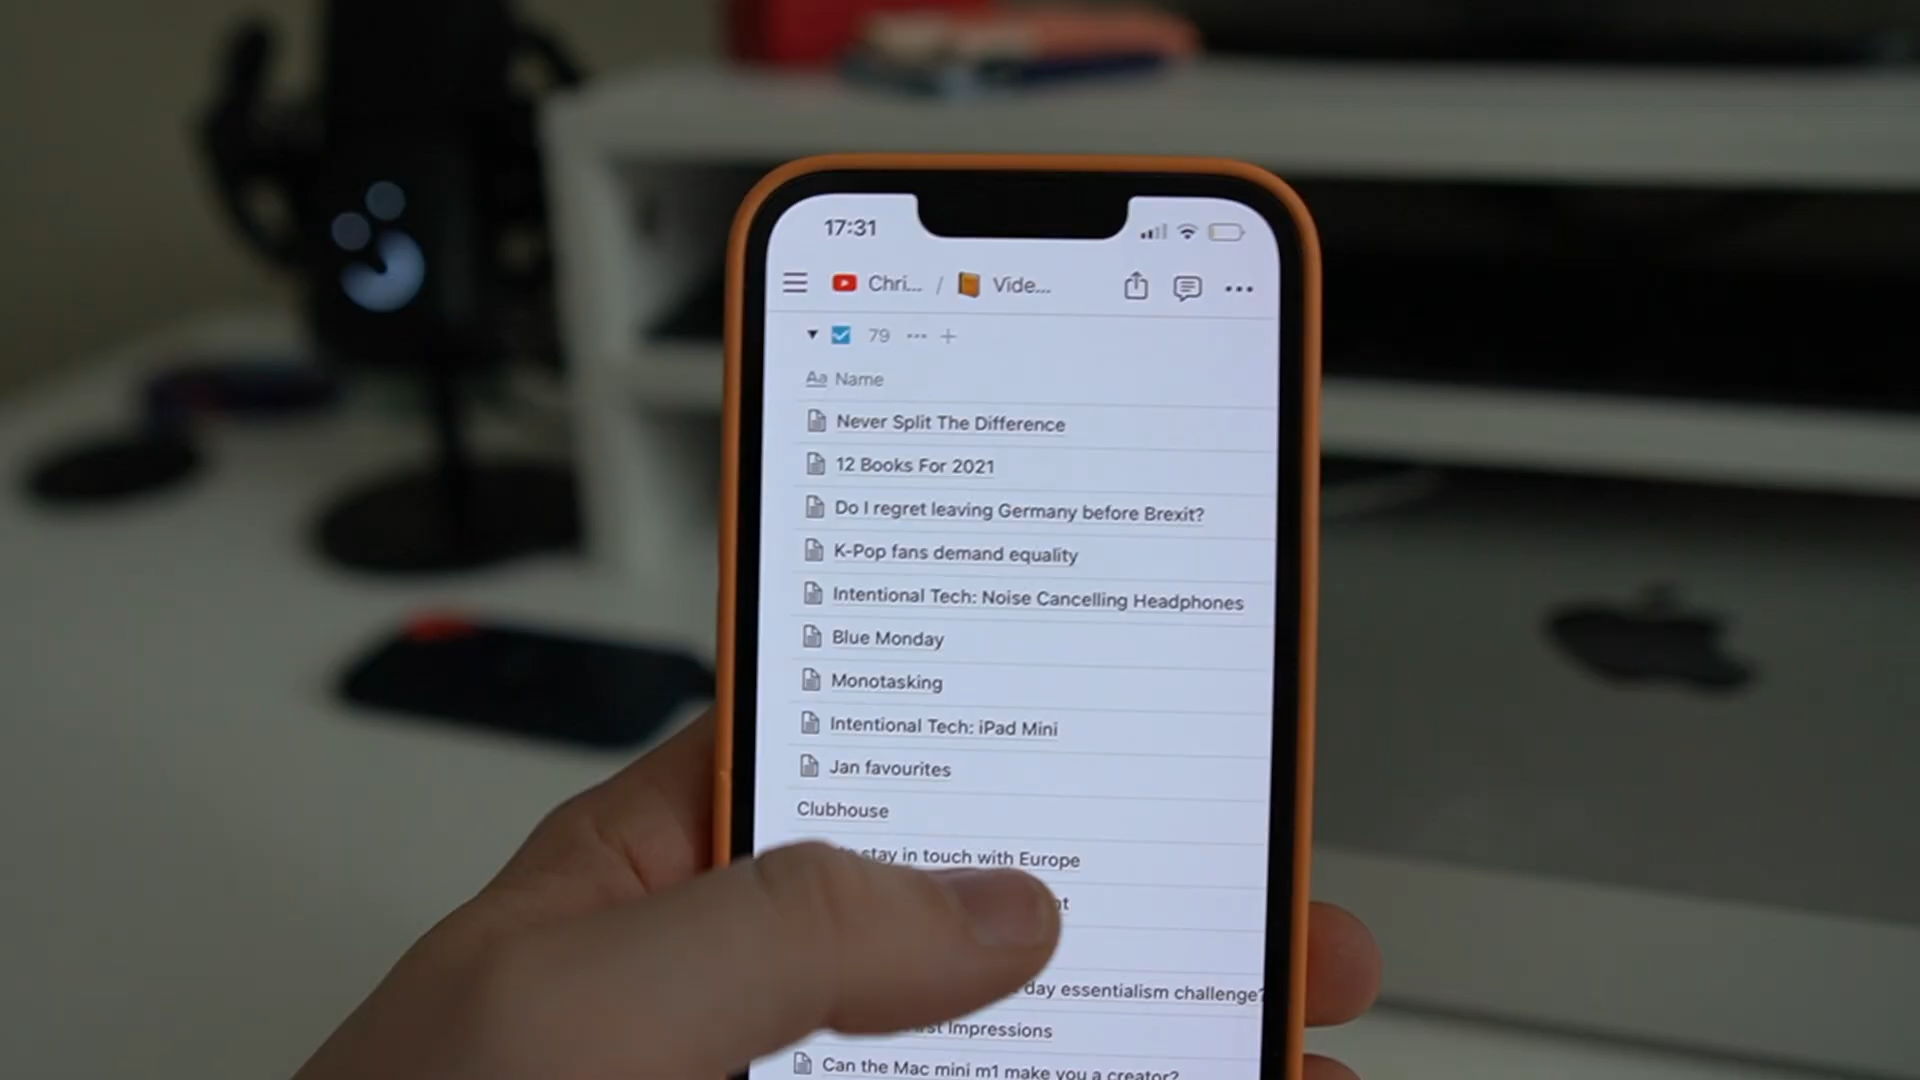 17:31
Chri... / Vide...
79 ... +
Aa Name
Never Split The Difference
12 Books For 2021
Do I regret leaving Germany before Brexit?
K-Pop fans demand equality
Intentional Tech: Noise Cancelling Headphones
Blue Monday
Monotasking
Intentional Tech: iPad Mini
Jan favourites
Clubhouse
stay in touch with Europe
day essentialism challenge?
Impressions
Can the Mac mini m1 make you a creator?